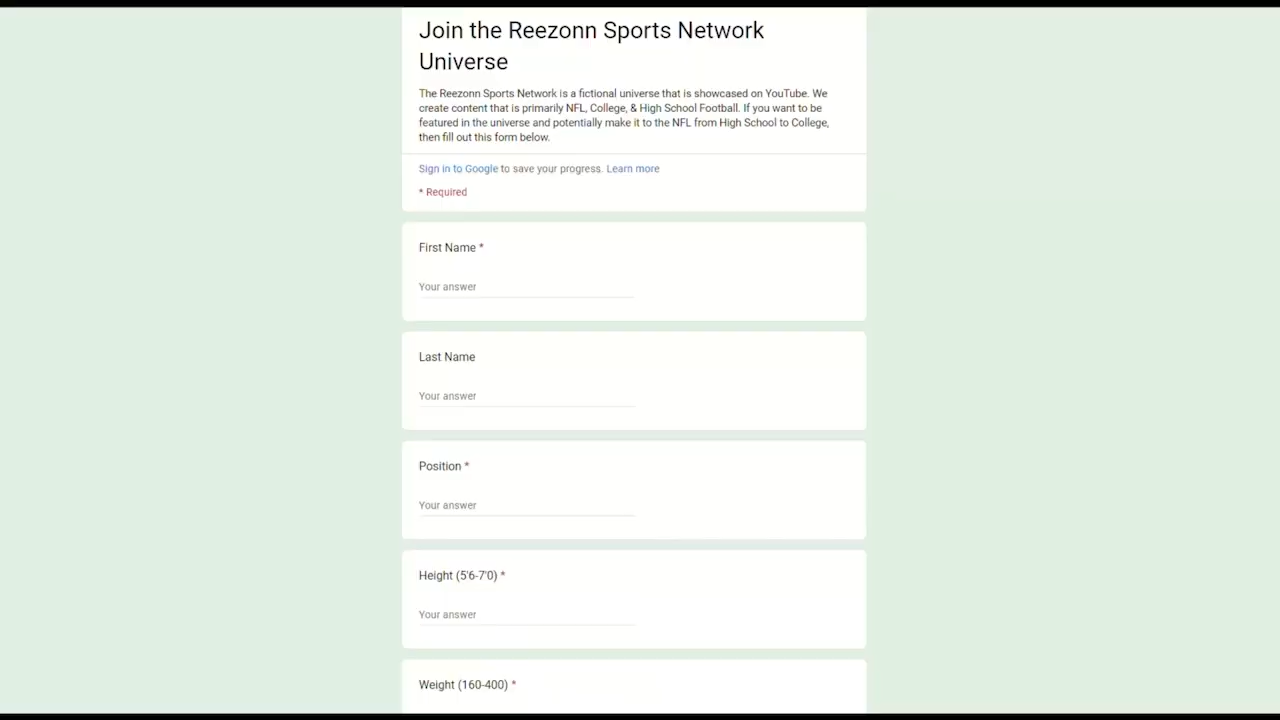 Join the Reezonn Sports Network
Universe
The Reezonn Sports Network is a fictional universe that is showcased on YouTube. We
create content that is primarily NFL, College, & High School Football. If you want to be
featured in the universe and potentially make it to the NFL from High School to College,
then fill out this form below.
Sign in to Google to save your progress. Learn more
* Required
First Name *
Your answer
Last Name
Your answer
Position *
Your answer
Height (5'6-7'0) *
Your answer
Weight (160-400) *